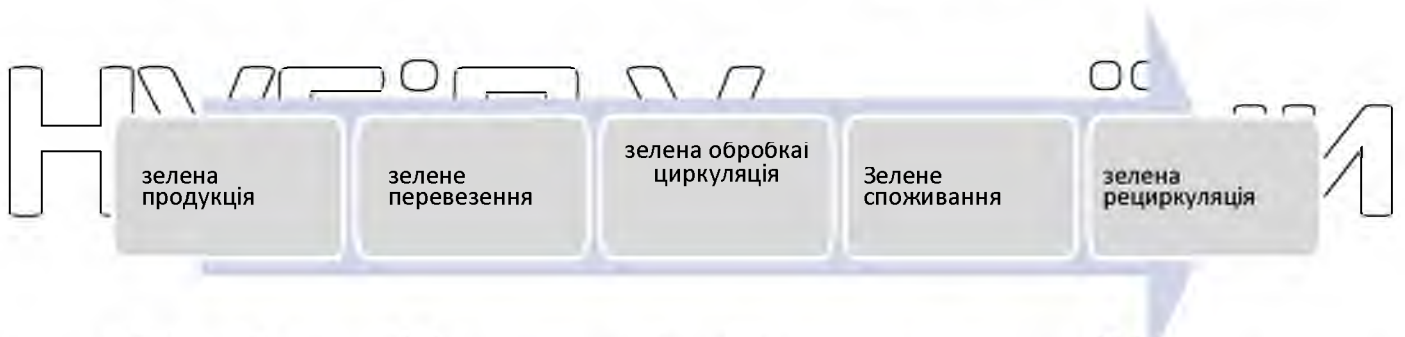 зелена
продукція
зелене
перевезення
зелена обробкаі
циркуляція
Зелене
споживання
зелена
рециркуляція